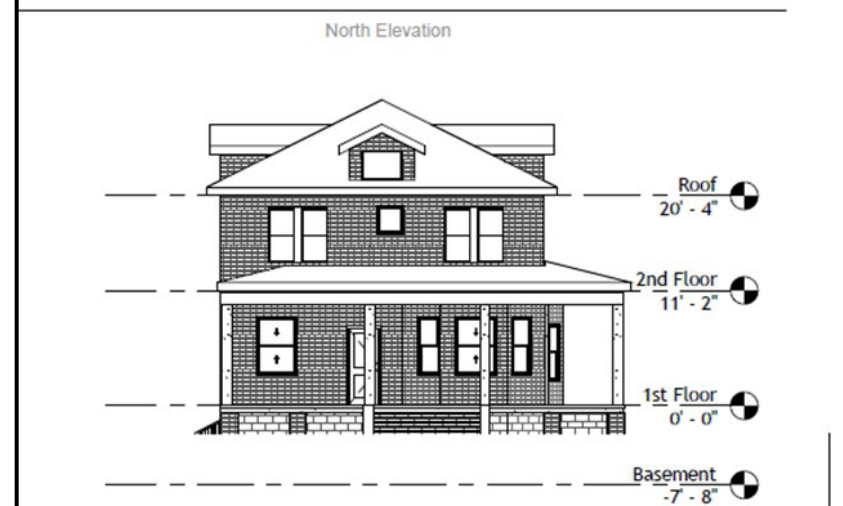 North Elevation
Roof
20' - 4"
2nd Floor
11' - 2"
1st Floor
0' - 0"
Basement
-7' - 8"